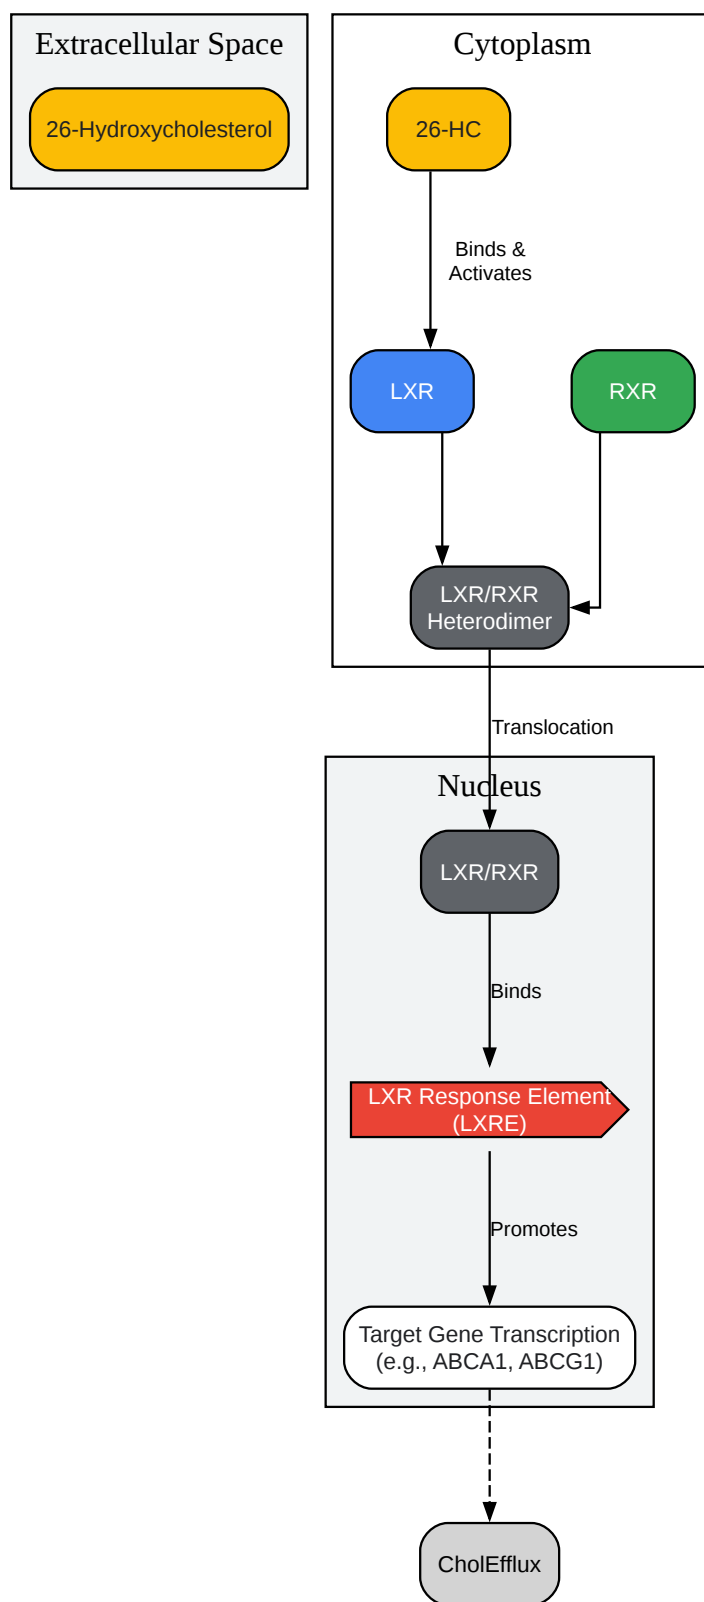 Extracellular Space
26-Hydroxycholesterol
Cytoplasm
26-HC
Binds &
Activates
LXR
RXR
LXR/RXR
Heterodimer
Translocation
Nucleus
LXR/RXR
Binds
LXR Response Element
(LXRE)
Promotes
Target Gene Transcription
(e.g., ABCA1, ABCG1)
CholEfflux